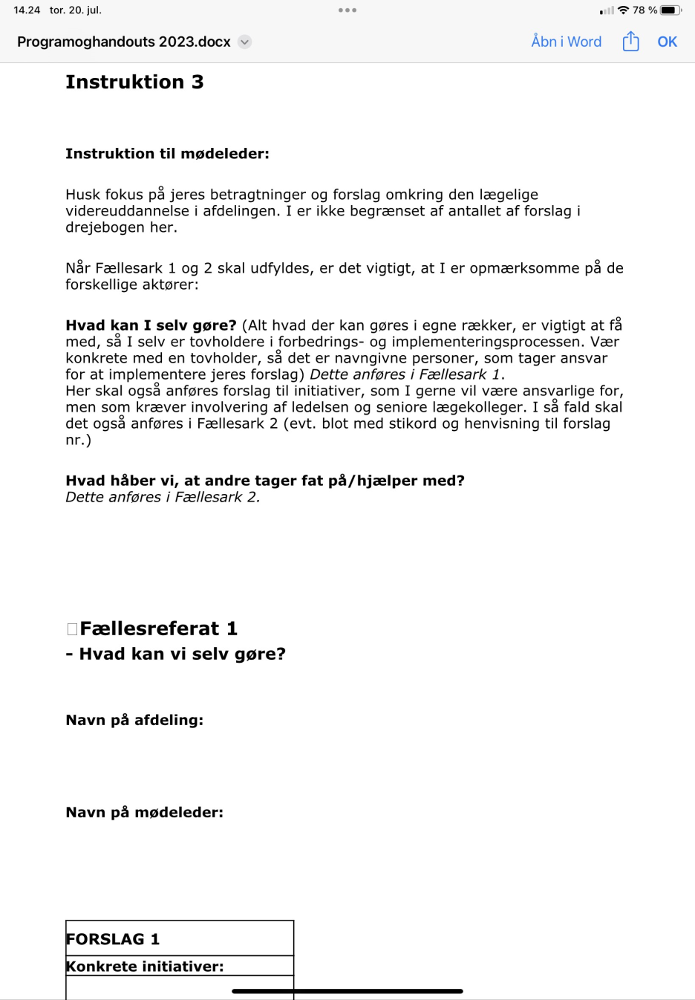 14.24 tor. 20. jul.
78 %
Programoghandouts 2023.docx
Åbn i Word
OK
Instruktion 3
Instruktion til mødeleder:
Husk fokus på jeres betragtninger og forslag omkring den lægelige
videreuddannelse i afdelingen. I er ikke begrænset af antallet af forslag i
drejebogen her.
Når Fællesark 1 og 2 skal udfyldes, er det vigtigt, at I er opmærksomme på de
forskellige aktører:
Hvad kan I selv gøre? (Alt hvad der kan gøres i egne rækker, er vigtigt at få
med, så I selv er tovholdere i forbedrings- og implementeringsprocessen. Vær
konkrete med en tovholder, så det er navngivne personer, som tager ansvar
for at implementere jeres forslag) Dette anføres i Fællesark 1.
Her skal også anføres forslag til initiativer, som I gerne vil være ansvarlige for,
men som kræver involvering af ledelsen og seniore lægekolleger. I så fald skal
det også anføres i Fællesark 2 (evt. blot med stikord og henvisning til forslag
nr.)
Hvad håber vi, at andre tager fat på/hjælper med?
Dette anføres i Fællesark 2.
Fællesreferat 1
- Hvad kan vi selv gøre?
Navn på afdeling:
Navn på mødeleder:
FORSLAG 1
Konkrete initiativer: